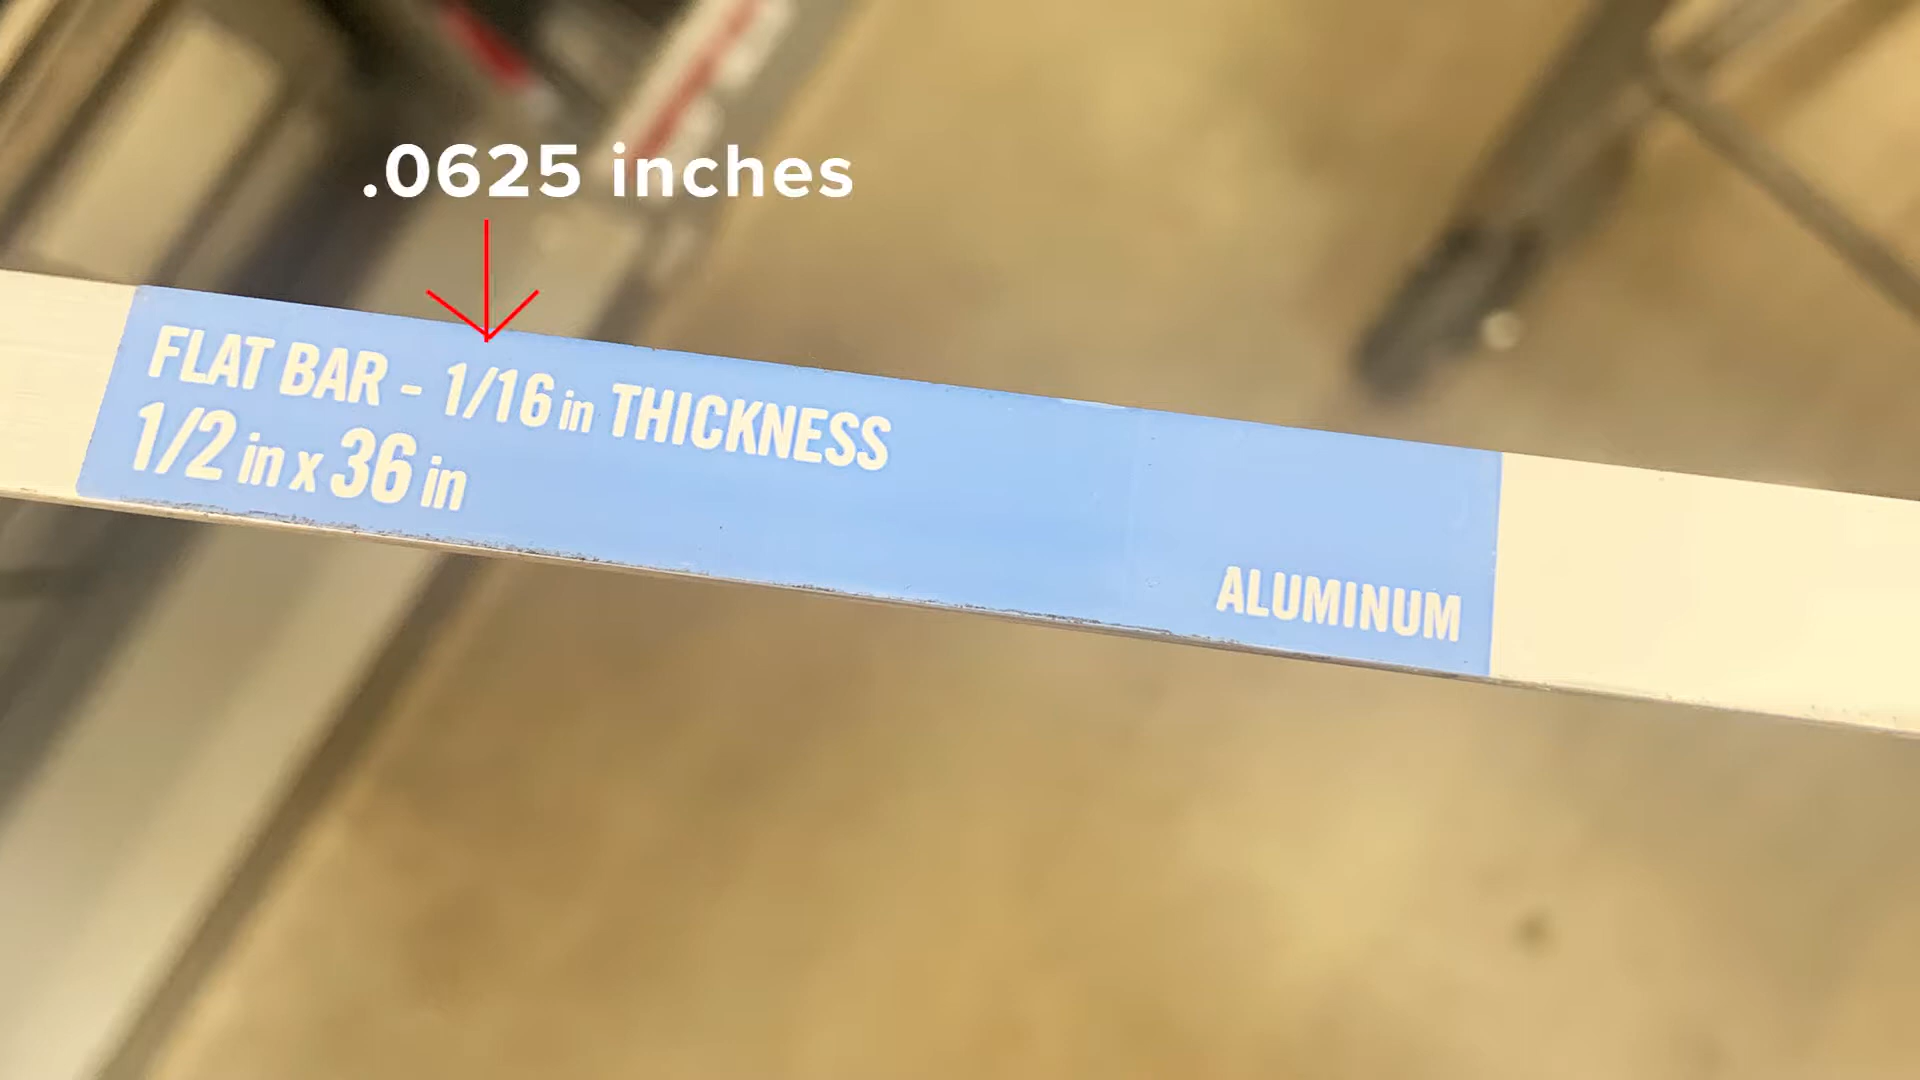 .0625 inches
FLAT BAR - 1/16 in THICKNESS
1/2 in x 36 in
ALUMINUM